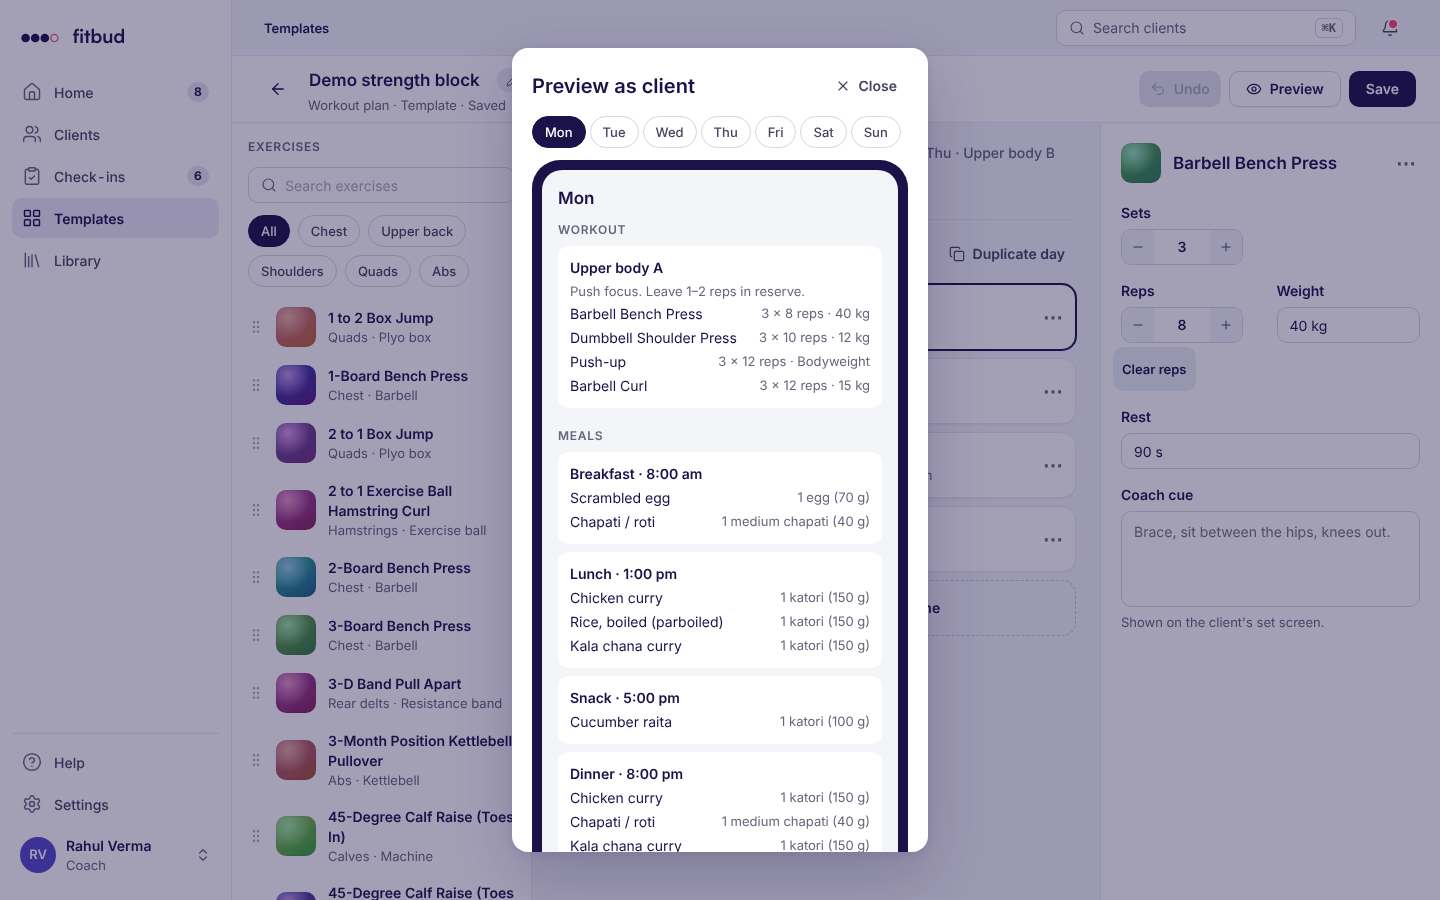 fitbud
Home 8
Clients
Check-ins 6
Templates
Library
Help
Settings
RV
Rahul Verma
Coach
Templates
Search clients ⌘K
Demo strength block
Workout plan · Template · Saved
Undo
Preview
Save
EXERCISES
Search exercises
All
Chest
Upper back
Shoulders
Quads
Abs
1 to 2 Box Jump
Quads · Plyo box
1-Board Bench Press
Chest · Barbell
2 to 1 Box Jump
Quads · Plyo box
2 to 1 Exercise Ball
Hamstring Curl
Hamstrings · Exercise ball
2-Board Bench Press
Chest · Barbell
3-Board Bench Press
Chest · Barbell
3-D Band Pull Apart
Rear delts · Resistance band
3-Month Position Kettlebell
Pullover
Abs · Kettlebell
45-Degree Calf Raise (Toes
In)
Calves · Machine
45-Degree Calf Raise (Toes
Preview as client
Close
Mon
Tue
Wed
Thu
Fri
Sat
Sun
Mon
WORKOUT
Upper body A
Push focus. Leave 1–2 reps in reserve.
Barbell Bench Press 3 × 8 reps · 40 kg
Dumbbell Shoulder Press 3 × 10 reps · 12 kg
Push-up 3 × 12 reps · Bodyweight
Barbell Curl 3 × 12 reps · 15 kg
MEALS
Breakfast · 8:00 am
Scrambled egg 1 egg (70 g)
Chapati / roti 1 medium chapati (40 g)
Lunch · 1:00 pm
Chicken curry 1 katori (150 g)
Rice, boiled (parboiled) 1 katori (150 g)
Kala chana curry 1 katori (150 g)
Snack · 5:00 pm
Cucumber raita 1 katori (100 g)
Dinner · 8:00 pm
Chicken curry 1 katori (150 g)
Chapati / roti 1 medium chapati (40 g)
Kala chana curry 1 katori (150 g)
Thu · Upper body B
Duplicate day
Barbell Bench Press
Sets
− 3 +
Reps
Weight
− 8 +
40 kg
Clear reps
Rest
90 s
Coach cue
Brace, sit between the hips, knees out.
Shown on the client's set screen.